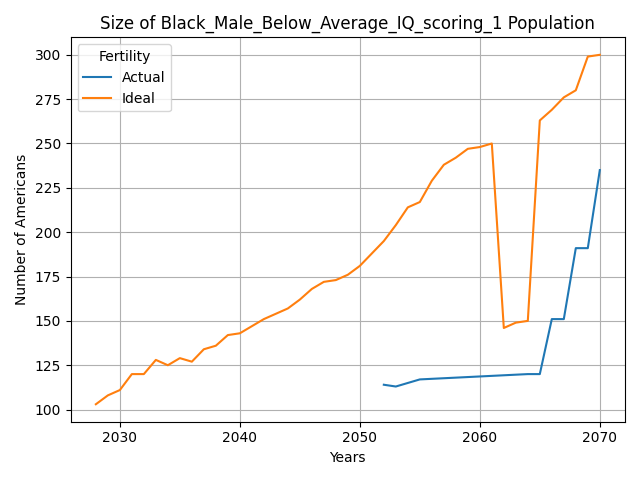 Size of Black_Male_Below_Average_IQ_scoring_1 Population
Fertility
Actual
Ideal
300
275
250
225
200
175
150
125
100
Number of Americans
2030
2040
2050
2060
2070
Years